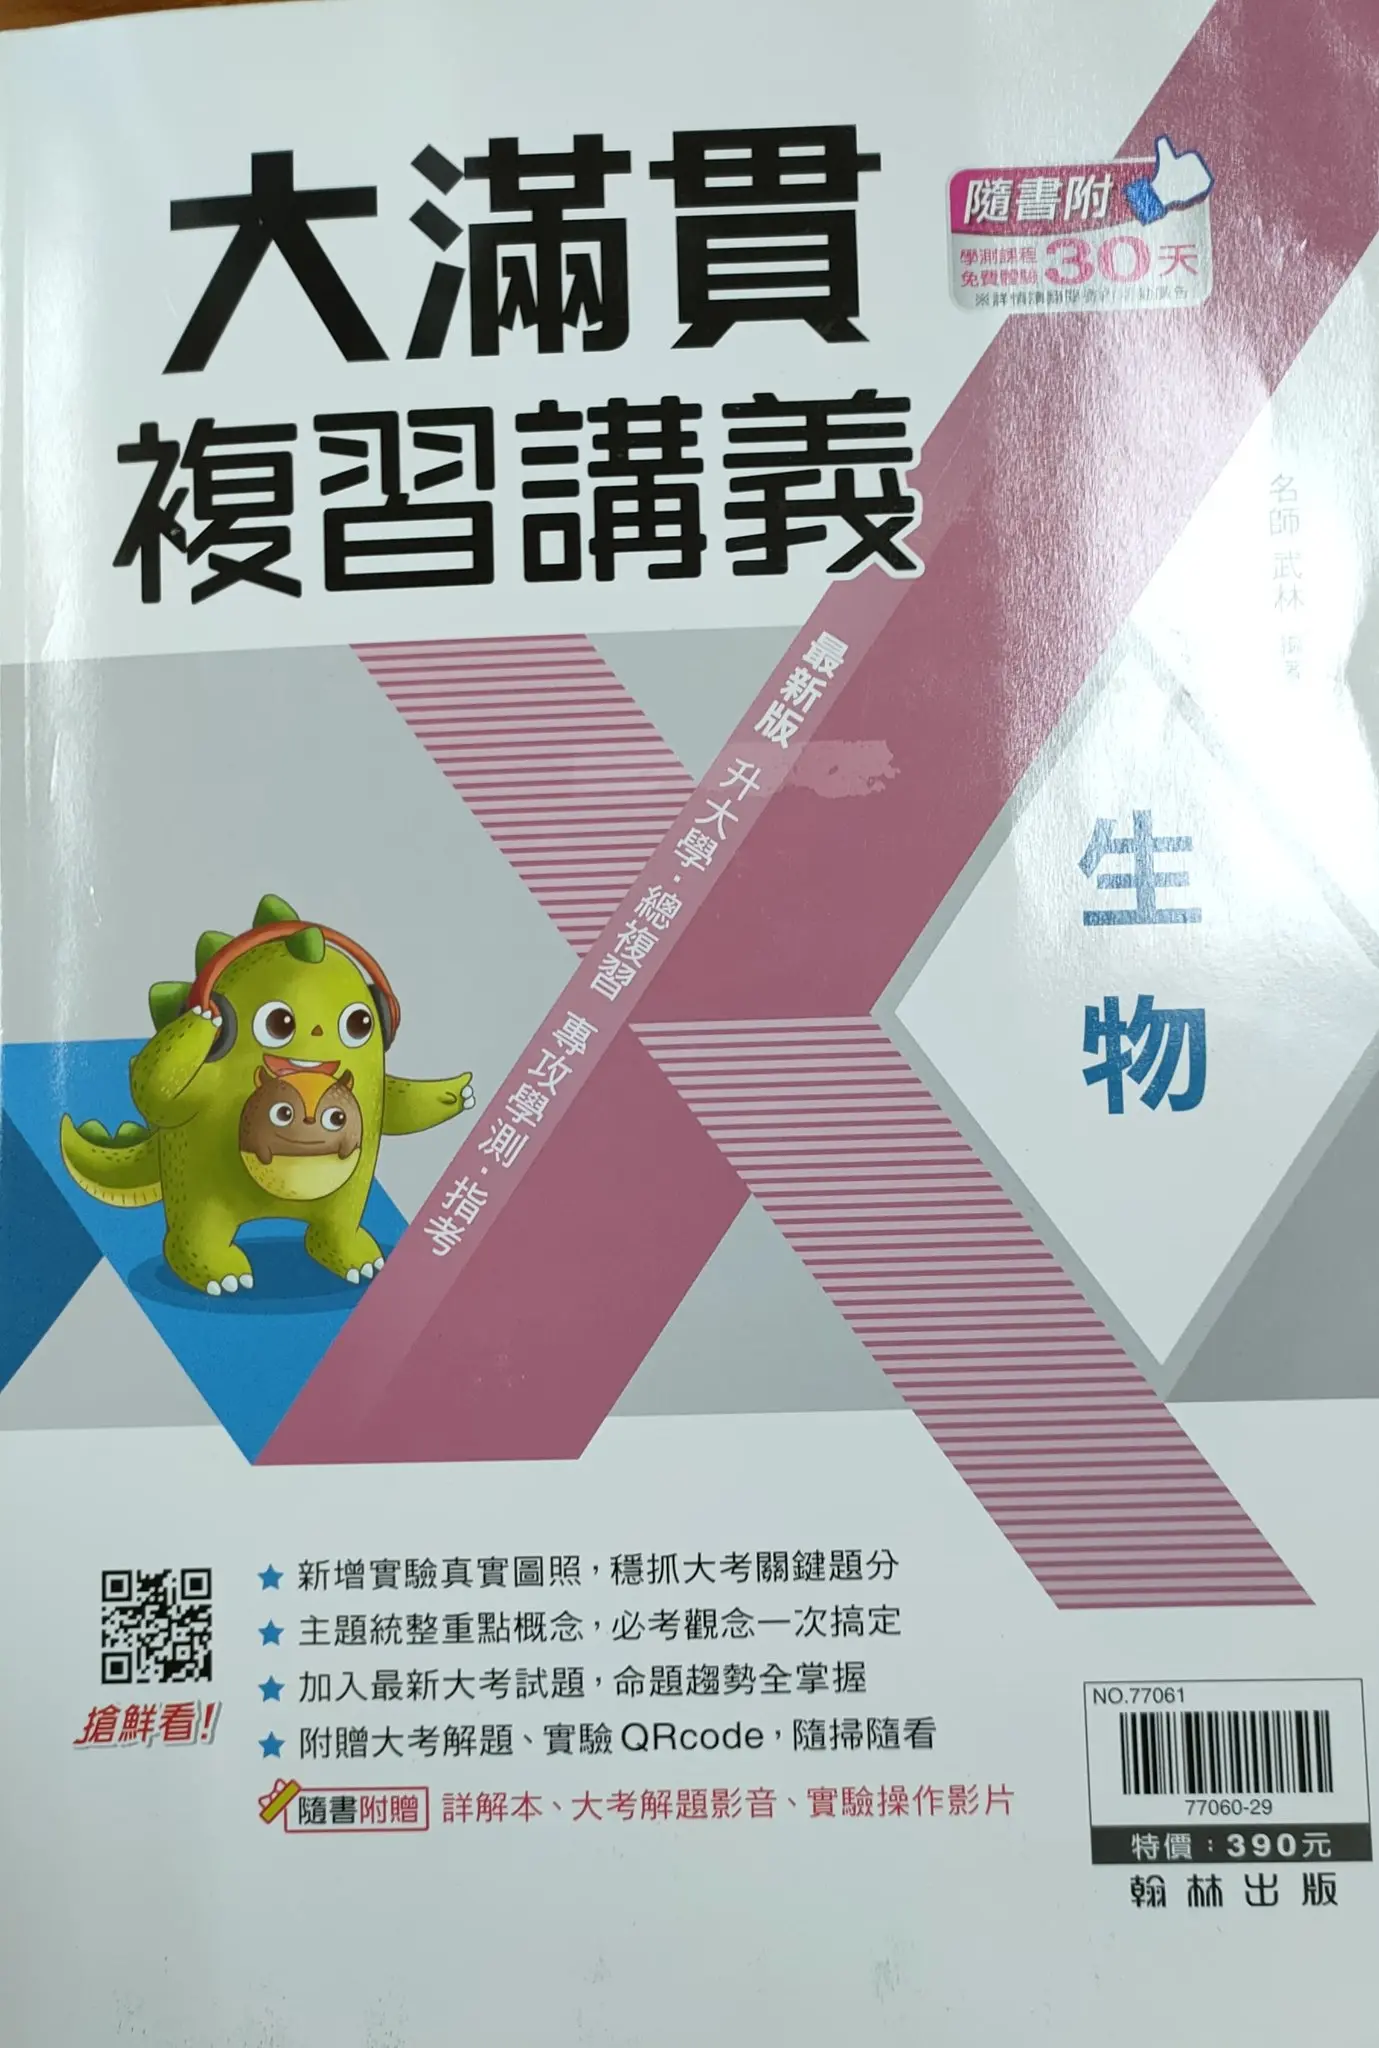 大滿貫
複習講義
隨書附
學測課程
免費體驗
30天
名師 武林 編著
最新版 升大學·總複習 專攻學測·指考
生物
★ 新增實驗真實圖照，穩抓大考關鍵題分
★ 主題統整重點概念，必考觀念一次搞定
★ 加入最新大考試題，命題趨勢全掌握
★ 附贈大考解題、實驗QRcode，隨掃隨看
搶鮮看!
隨書附贈 詳解本、大考解題影音、實驗操作影片
NO.77061
77060-29
特價：390元
翰林出版